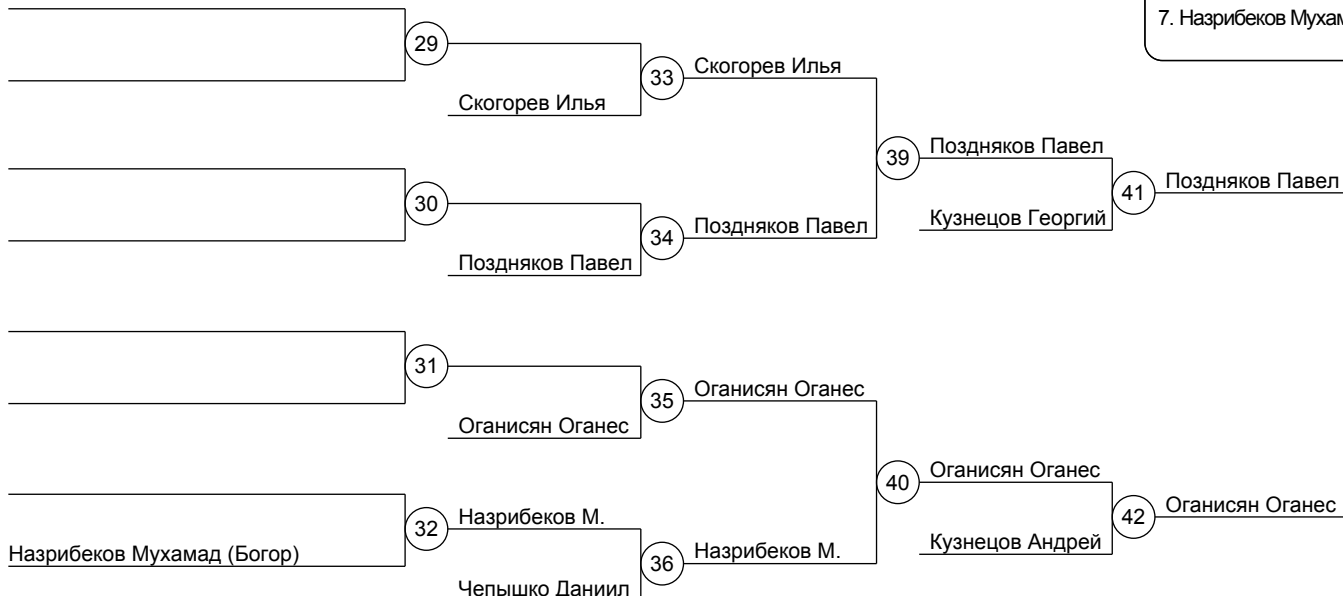 7. Назрибеков
29
33
Скогорев Илья
Скогорев Илья
39
Поздняков Павел
41
Поздняков Павел
30
34
Поздняков Павел
Кузнецов Георгий
Поздняков Павел
31
35
Оганисян Оганес
Оганисян Оганес
40
Оганисян Оганес
42
Оганисян Оганес
32
Назрибеков М.
Назрибеков Мухамад (Богор)
36
Назрибеков М.
Кузнецов Андрей
Чепышко Даниил